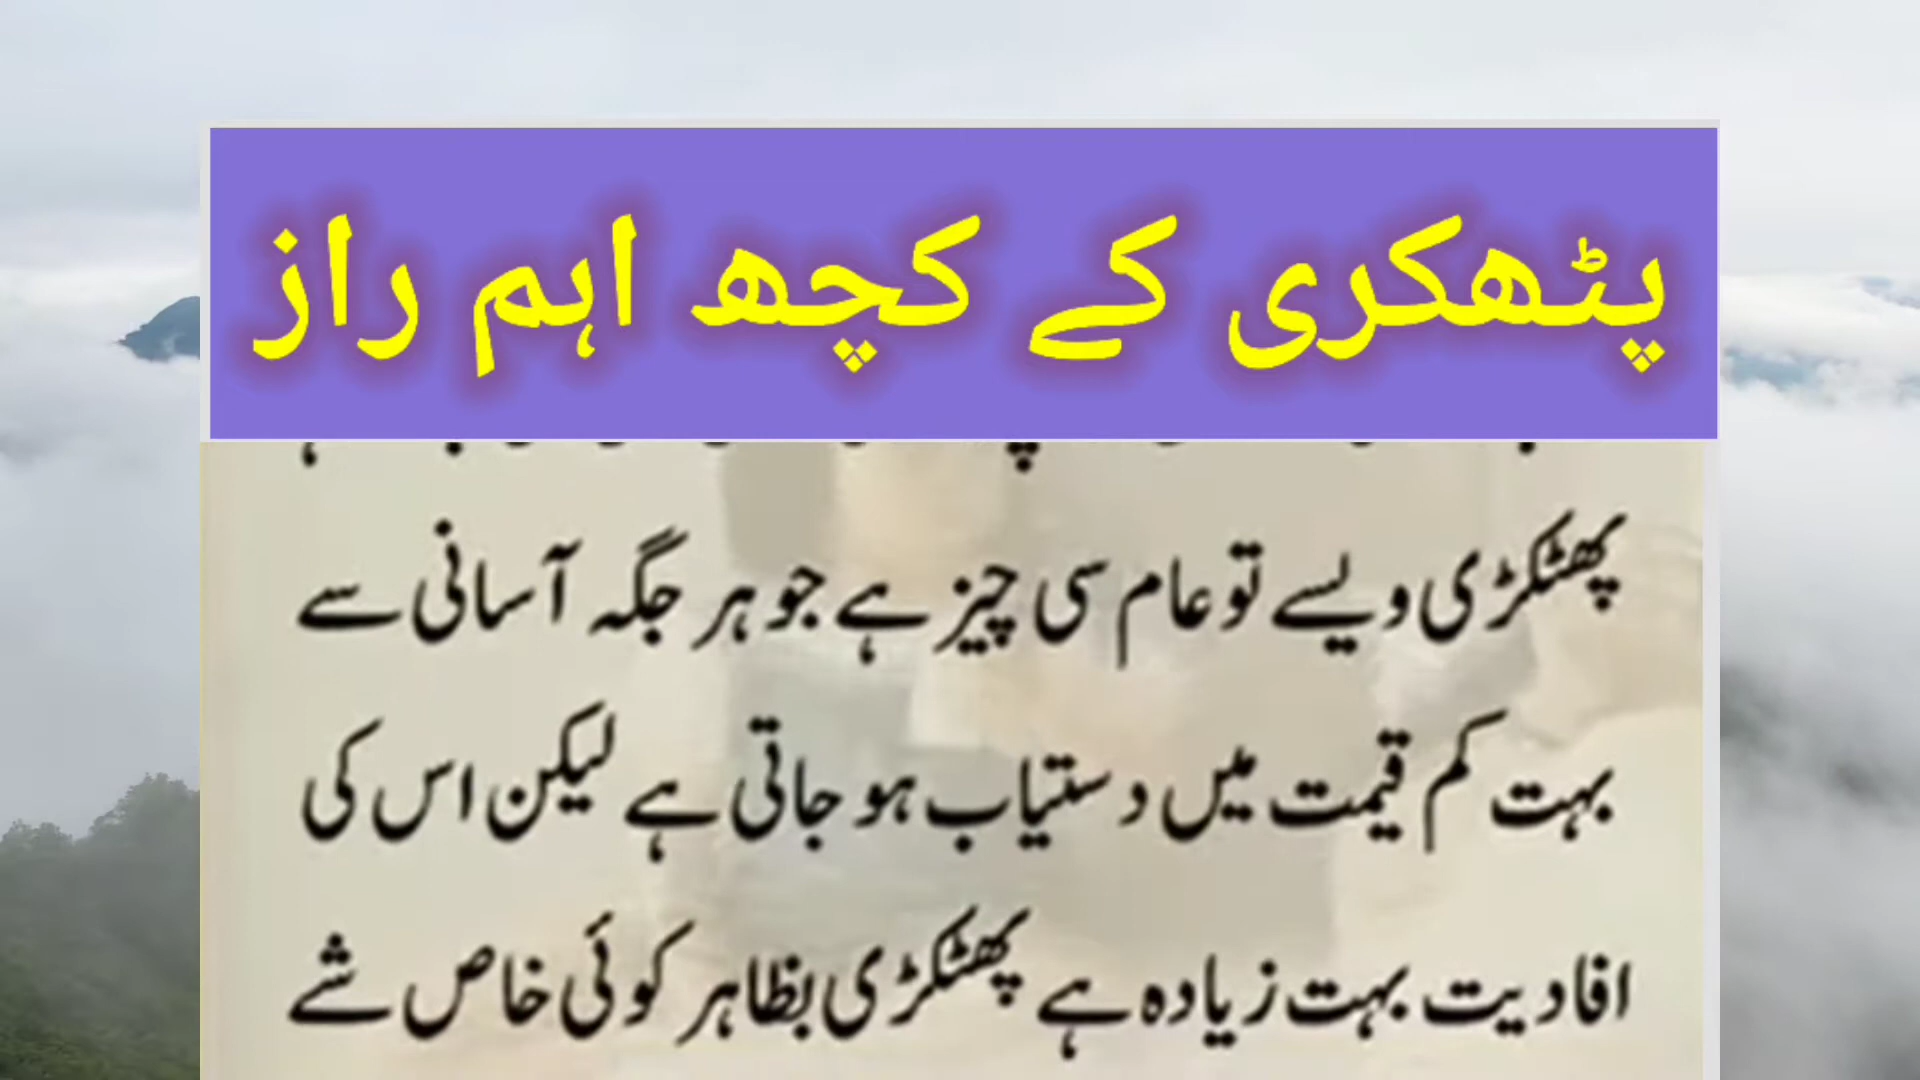 پٹھکری کے کچھ اہم راز
پھٹکڑی ویسے تو عام سی چیز ہے جو ہر جگہ آسانی سے
بہت کم قیمت میں دستیاب ہو جاتی ہے لیکن اس کی
افادیت بہت زیادہ ہے پھٹکڑی بظاہر کوئی خاص شے